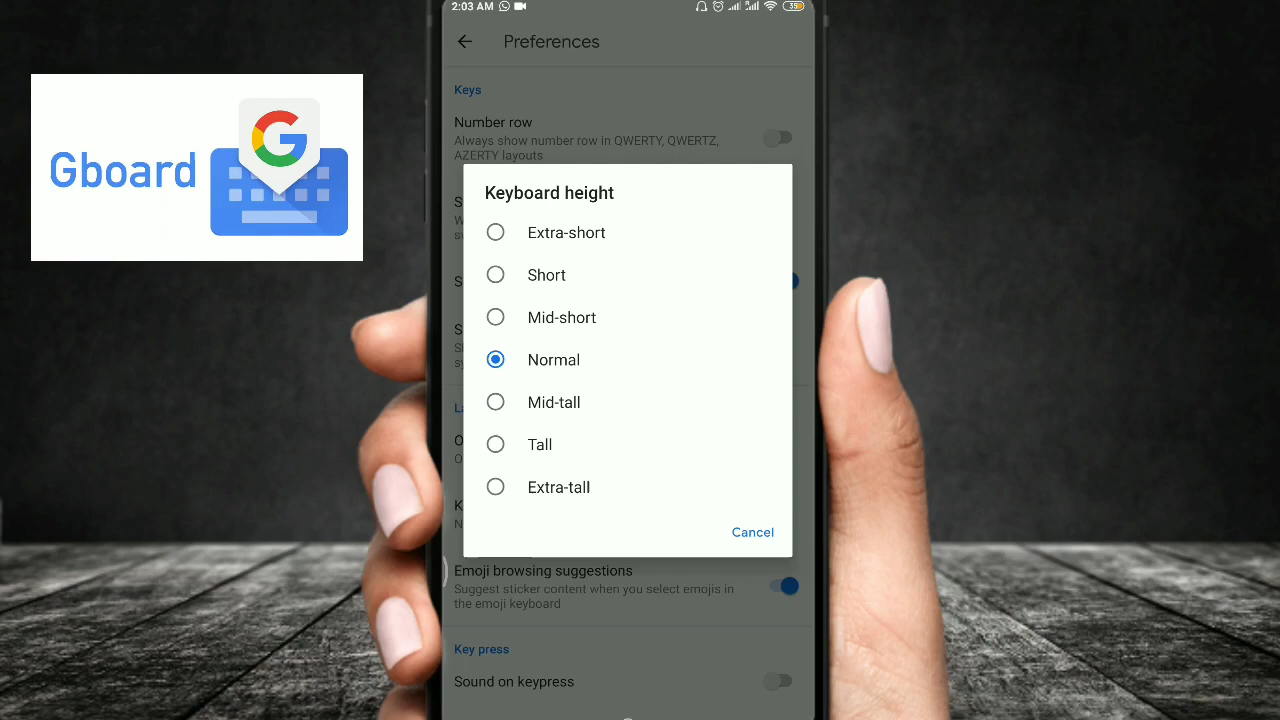 2:03 AM
Preferences
Keys
Number row
Always show number row in QWERTY, QWERTZ,
AZERTY layouts
Gboard
Keyboard height
Extra-short
Short
Mid-short
Normal
Mid-tall
Tall
Extra-tall
Cancel
Emoji browsing suggestions
Suggest sticker content when you select emojis in
the emoji keyboard
Key press
Sound on keypress